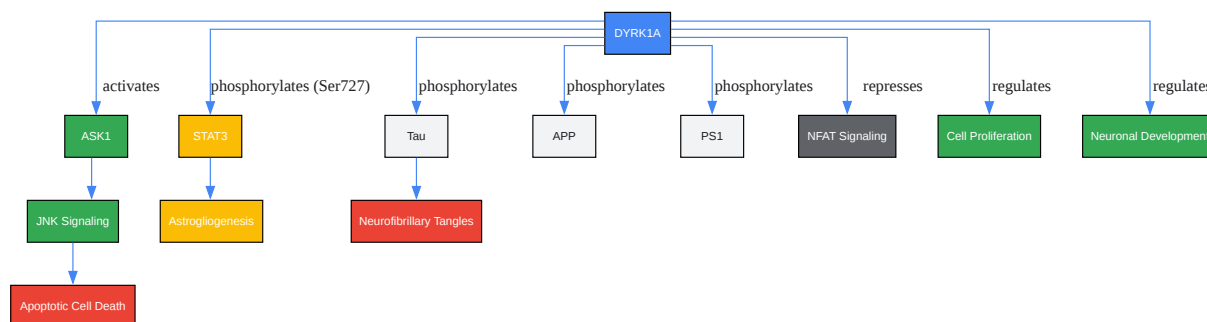 DYRK1A
activates
phosphorylates (Ser727)
phosphorylates
phosphorylates
phosphorylates
represses
regulates
regulates
ASK1
STAT3
Tau
APP
PS1
NFAT Signaling
Cell Proliferation
Neuronal Development
JNK Signaling
Astrogliogenesis
Neurofibrillary Tangles
Apoptotic Cell Death